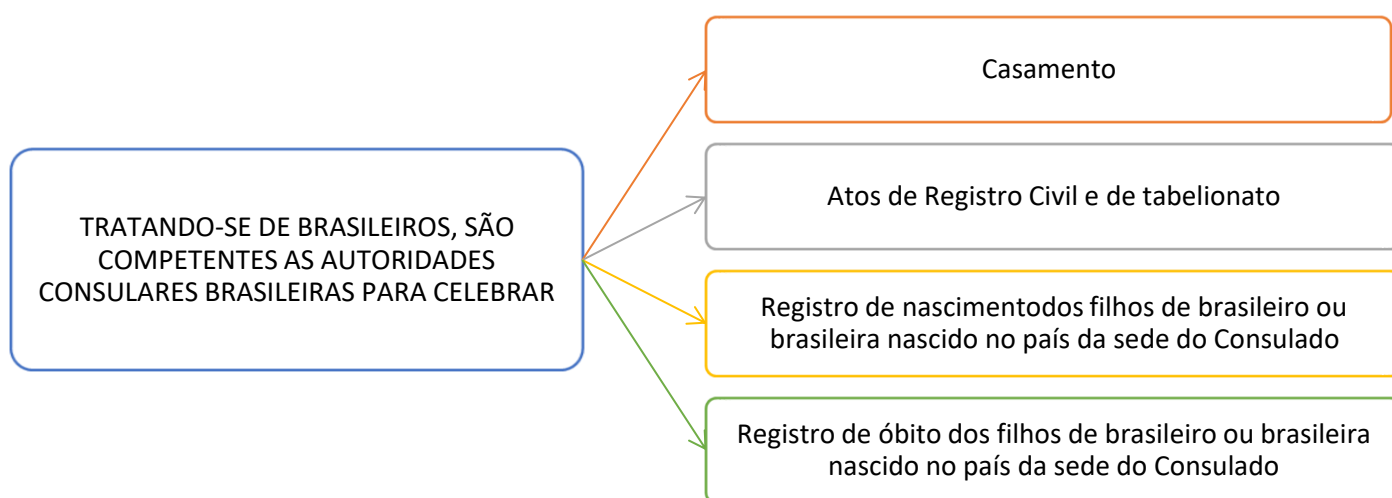 TRATANDO-SE DE BRASILEIROS, SÃO
COMPETENTES AS AUTORIDADES
CONSULARES BRASILEIRAS PARA CELEBRAR
Casamento
Atos de Registro Civil e de tabelionato
Registro de nascimentodos filhos de brasileiro ou
brasileira nascido no país da sede do Consulado
Registro de óbito dos filhos de brasileiro ou brasileira
nascido no país da sede do Consulado